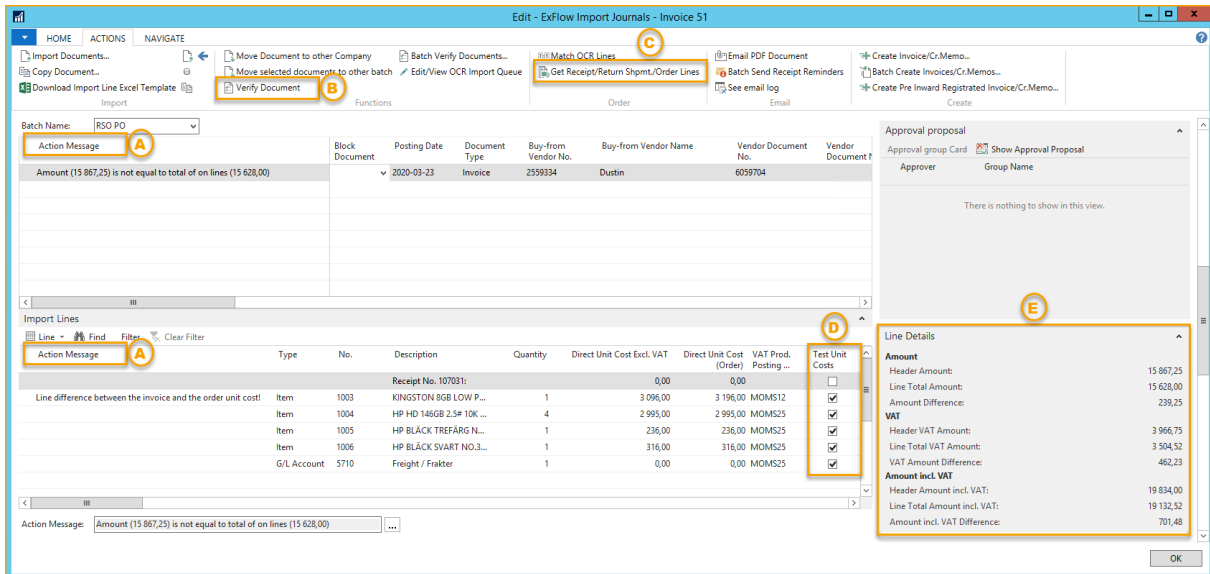 Edit - ExFlow Import Journals - Invoice 51
HOME ACTIONS NAVIGATE
C
Import Documents...
Copy Document...
Download Import Line Excel Template
Import
Move Document to other Company
Move selected documents to other batch
Verify Document
B
Batch Verify Documents...
Edit/View OCR Import Queue
Functions
Match OCR Lines
Get Receipt/Return Shpmt./Order Lines
Order
Email PDF Document
Batch Send Receipt Reminders
See email log
Email
Create Invoice/Cr.Memo...
Batch Create Invoices/Cr.Memos...
Create Pre Inward Registrated Invoice/Cr.Memo...
Create
Batch Name: RSO PO
Action Message A Block Document Posting Date Document Type Buy-from Vendor No. Buy-from Vendor Name Vendor Document No. Vendor Document N
Amount (15 867,25) is not equal to total of on lines (15 628,00) 2020-03-23 Invoice 2559334 Dustin 6059704
Approval proposal
Approval group Card Show Approval Proposal
Approver Group Name
There is nothing to show in this view.
Import Lines
Line Find Filter Clear Filter
D
Action Message A Type No. Description Quantity Direct Unit Cost Excl. VAT Direct Unit Cost (Order) VAT Prod. Posting ... Test Unit Costs
Receipt No. 107031: 0,00 0,00
Line difference between the invoice and the order unit cost! Item 1003 KINGSTON 8GB LOW P... 1 3 096,00 3 196,00 MOMS12
Item 1004 HP HD 146GB 2.5# 10K ... 4 2 995,00 2 995,00 MOMS25
Item 1005 HP BLÄCK TREFÄRG N... 1 236,00 236,00 MOMS25
Item 1006 HP BLÄCK SVART NO.3... 1 316,00 316,00 MOMS25
G/L Account 5710 Freight / Frakter 1 0,00 0,00 MOMS25
Action Message: Amount (15 867,25) is not equal to total of on lines (15 628,00) ...
E
Line Details
Amount
Header Amount: 15 867,25
Line Total Amount: 15 628,00
Amount Difference: 239,25
VAT
Header VAT Amount: 3 966,75
Line Total VAT Amount: 3 504,52
VAT Amount Difference: 462,23
Amount incl. VAT
Header Amount incl. VAT: 19 834,00
Line Total Amount incl. VAT: 19 132,52
Amount incl. VAT Difference: 701,48
OK